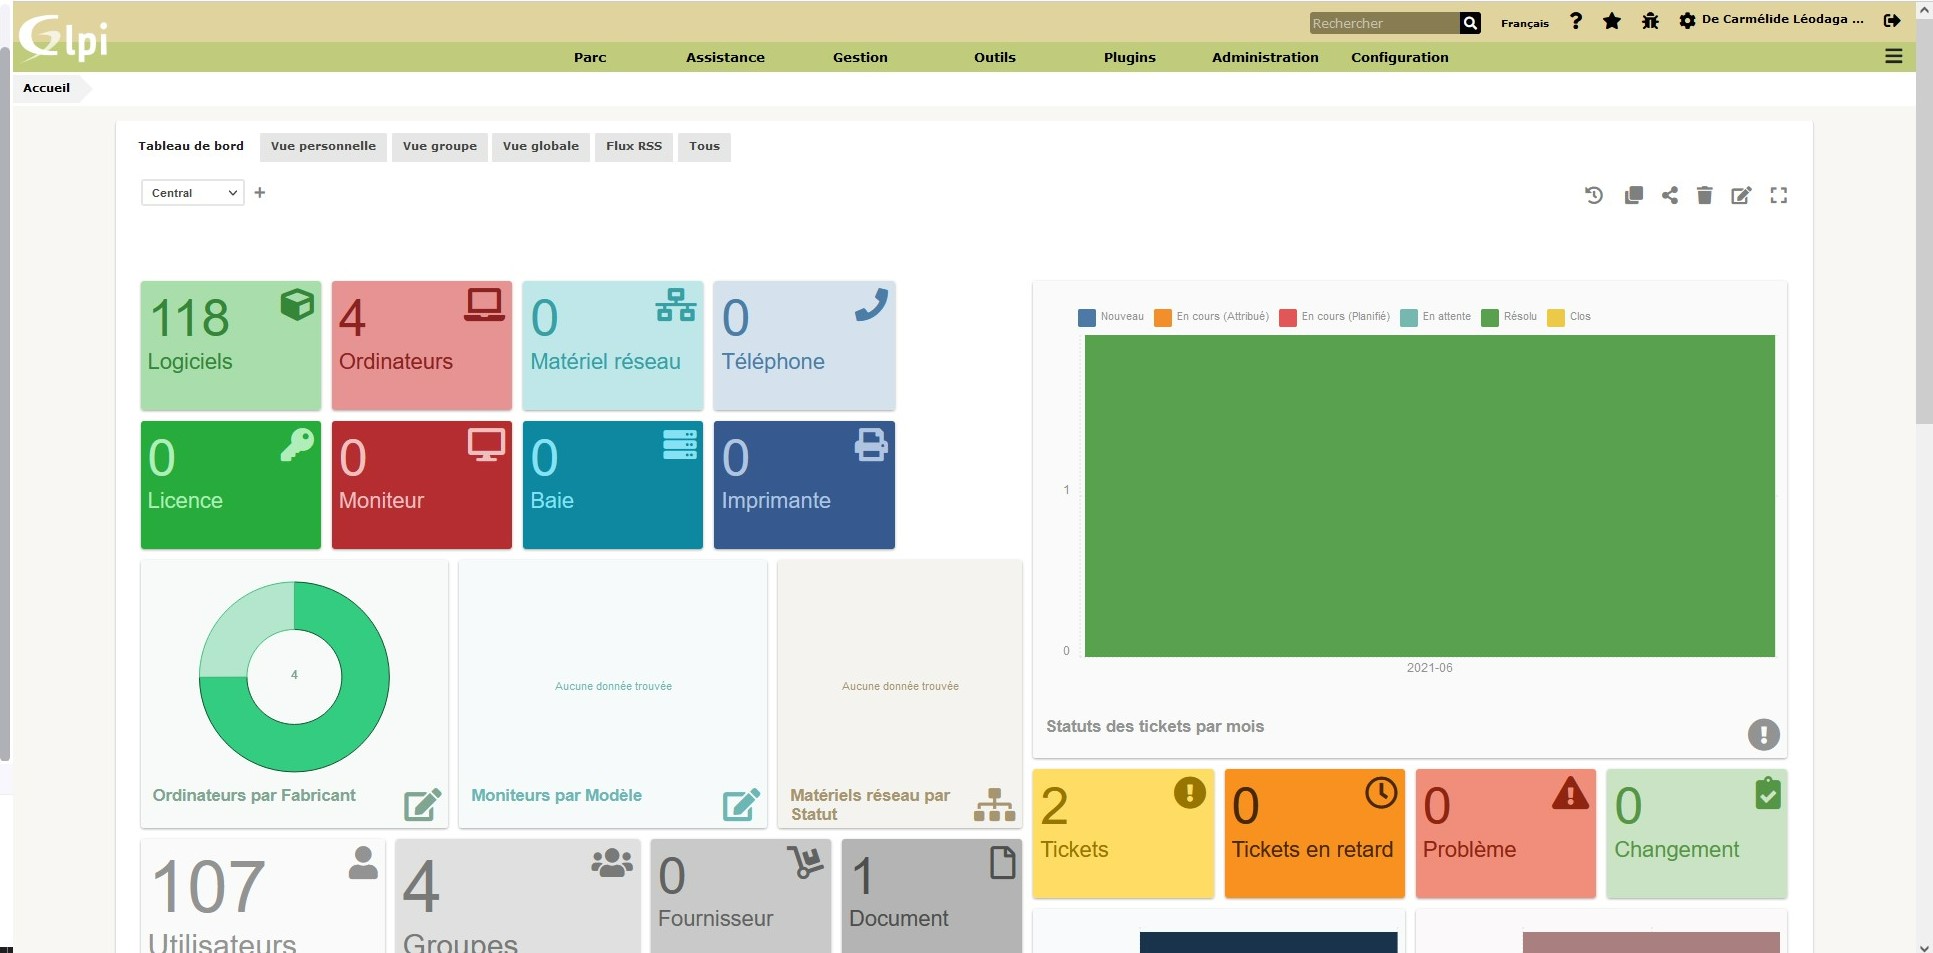 Glpi
Rechercher
Français
De Carmélide Léodaga ...
Parc
Assistance
Gestion
Outils
Plugins
Administration
Configuration
Accueil
Tableau de bord
Vue personnelle
Vue groupe
Vue globale
Flux RSS
Tous
Central
118
Logiciels
4
Ordinateurs
0
Matériel réseau
0
Téléphone
0
Licence
0
Moniteur
0
Baie
0
Imprimante
Nouveau
En cours (Attribué)
En cours (Planifié)
En attente
Résolu
Clos
1
0
2021-06
Statuts des tickets par mois
4
Ordinateurs par Fabricant
Aucune donnée trouvée
Moniteurs par Modèle
Aucune donnée trouvée
Matériels réseau par
Statut
2
Tickets
0
Tickets en retard
0
Problème
0
Changement
107
Utilisateurs
4
Groupes
0
Fournisseur
1
Document